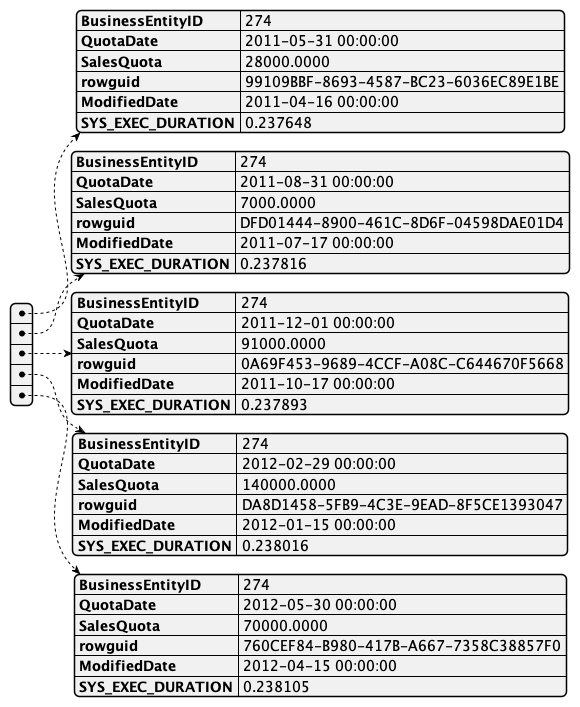 BusinessEntityID 274
QuotaDate 2011-05-31 00:00:00
SalesQuota 28000.0000
rowguid 99109BBF-8693-4587-BC23-6036EC89E1BE
ModifiedDate 2011-04-16 00:00:00
SYS_EXEC_DURATION 0.237648
BusinessEntityID 274
QuotaDate 2011-08-31 00:00:00
SalesQuota 7000.0000
rowguid DFD01444-8900-461C-8D6F-04598DAE01D4
ModifiedDate 2011-07-17 00:00:00
SYS_EXEC_DURATION 0.237816
BusinessEntityID 274
QuotaDate 2011-12-01 00:00:00
SalesQuota 91000.0000
rowguid 0A69F453-9689-4CCF-A08C-C644670F5668
ModifiedDate 2011-10-17 00:00:00
SYS_EXEC_DURATION 0.237893
BusinessEntityID 274
QuotaDate 2012-02-29 00:00:00
SalesQuota 140000.0000
rowguid DA8D1458-5FB9-4C3E-9EAD-8F5CE1393047
ModifiedDate 2012-01-15 00:00:00
SYS_EXEC_DURATION 0.238016
BusinessEntityID 274
QuotaDate 2012-05-30 00:00:00
SalesQuota 70000.0000
rowguid 760CEF84-B980-417B-A667-7358C38857F0
ModifiedDate 2012-04-15 00:00:00
SYS_EXEC_DURATION 0.238105